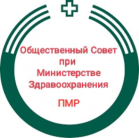 Общественный Совет
при
Министерстве
Здравоохранения
ПМР